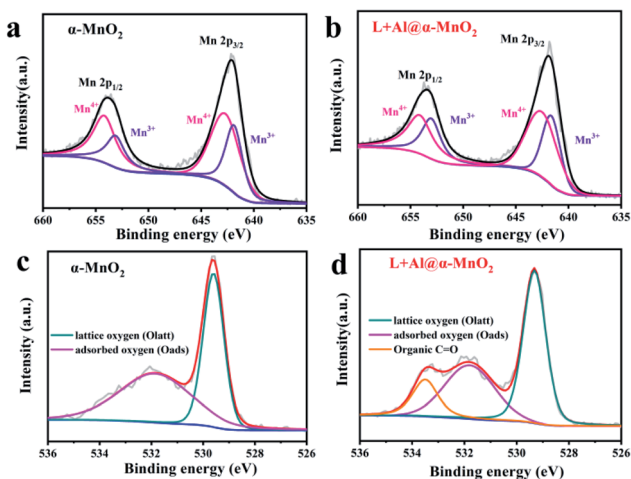 a
α-MnO₂
Mn 2p₃/₂
Mn 2p₁/₂
Mn⁴⁺
Mn⁴⁺
Mn³⁺
Mn³⁺
Intensity(a.u.)
660 655 650 645 640 635
Binding energy (eV)
b
L+Al@α-MnO₂
Mn 2p₃/₂
Mn 2p₁/₂
Mn⁴⁺
Mn⁴⁺
Mn³⁺
Mn³⁺
Intensity(a.u.)
660 655 650 645 640 635
Binding energy (eV)
c
α-MnO₂
lattice oxygen (Olatt)
adsorbed oxygen (Oads)
Intensity(a.u.)
536 534 532 530 528 526
Binding energy (eV)
d
L+Al@α-MnO₂
lattice oxygen (Olatt)
adsorbed oxygen (Oads)
Organic C=O
Intensity (a.u.)
536 534 532 530 528 526
Binding energy (eV)